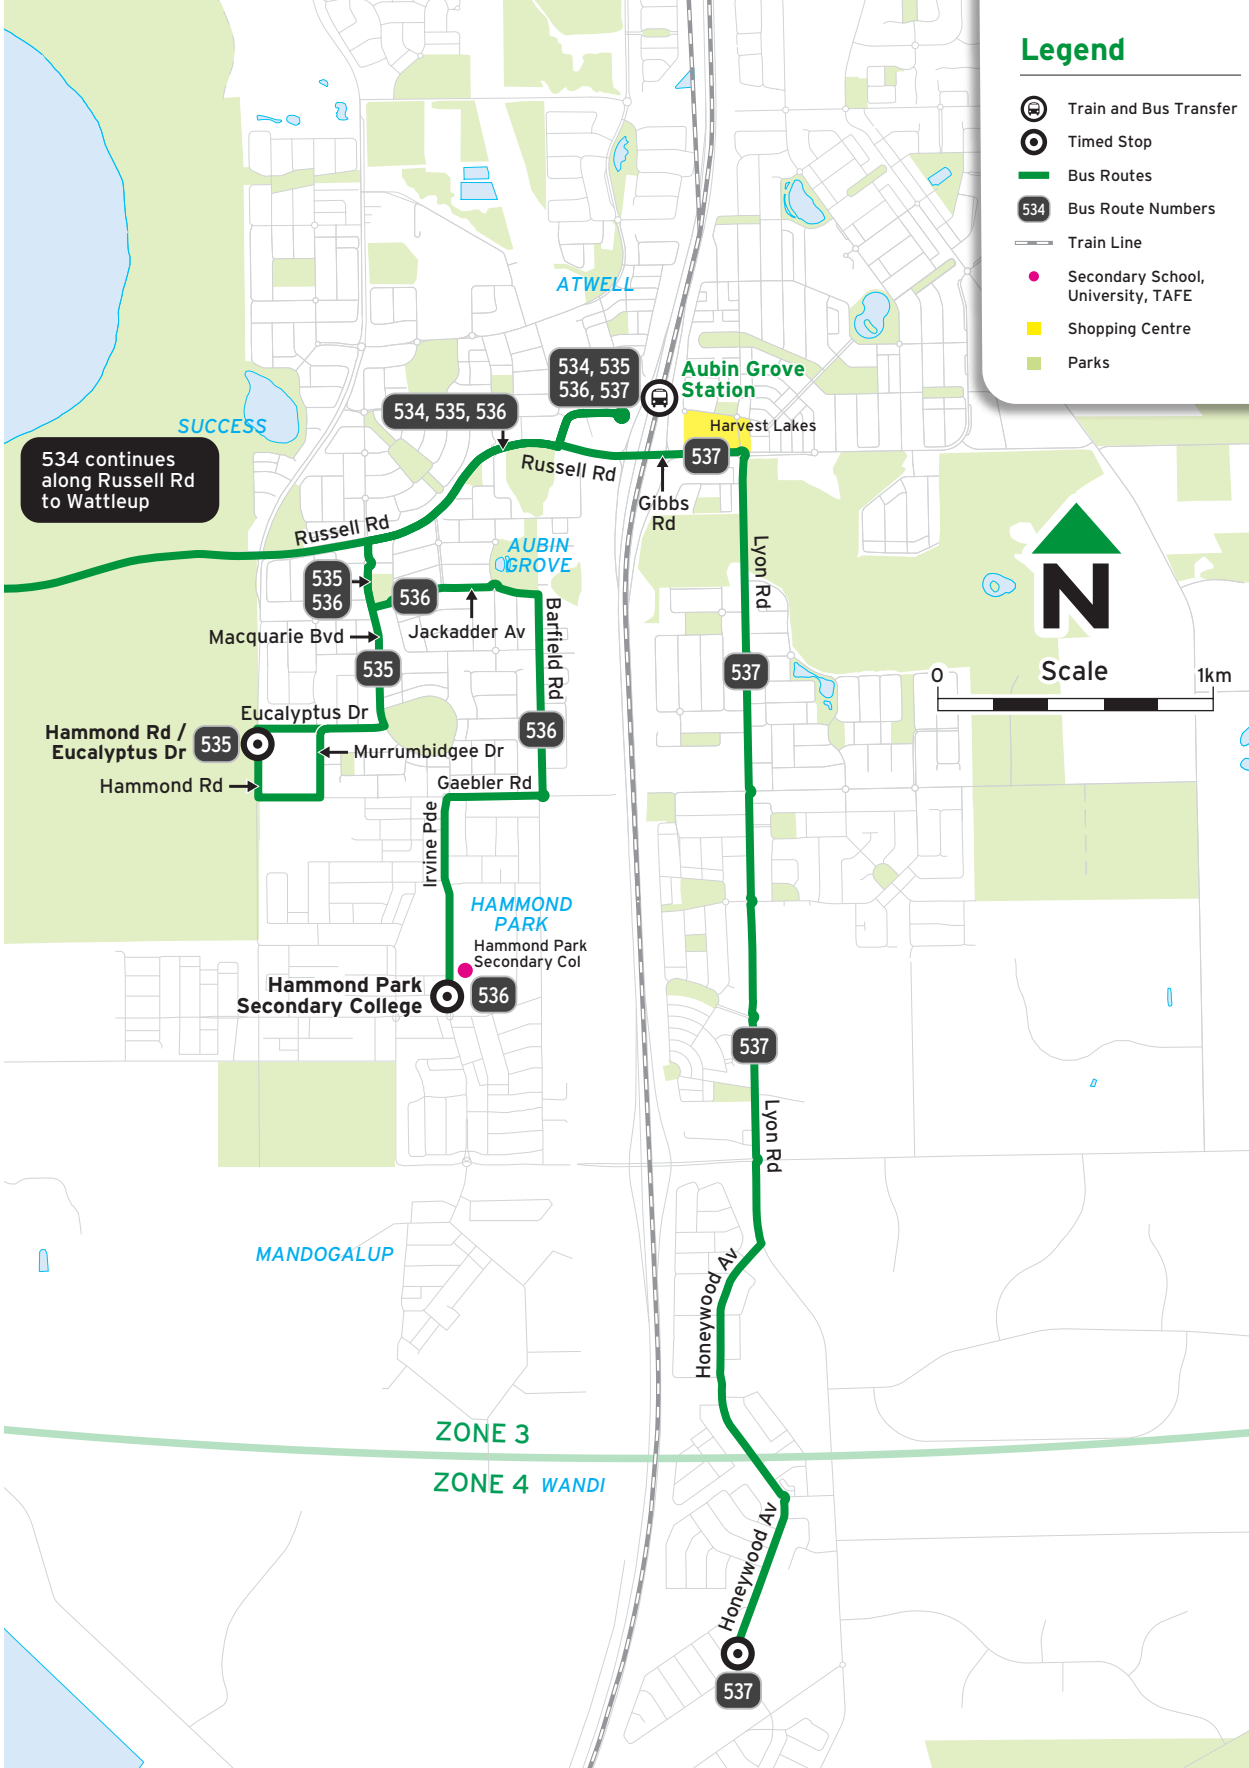 Legend
Train and Bus Transfer
Timed Stop
Bus Routes
534
Bus Route Numbers
Train Line
Secondary School,
University, TAFE
Shopping Centre
Parks
ATWELL
534, 535
536, 537
Aubin Grove
Station
534, 535, 536
Harvest Lakes
SUCCESS
534 continues
along Russell Rd
to Wattleup
Russell Rd
537
Gibbs
Rd
Russell Rd
AUBIN
GROVE
Lyon Rd
N
535
536
536
Jackadder Av
Macquarie Bvd
Barfield Rd
535
537
Scale
0
1km
Eucalyptus Dr
Hammond Rd /
Eucalyptus Dr
535
536
Murrumbidgee Dr
Hammond Rd
Gaebler Rd
Irvine Pde
HAMMOND
PARK
Hammond Park
Secondary Col
Hammond Park
Secondary College
536
537
Lyon Rd
MANDOGALUP
Honeywood Av
ZONE 3
ZONE 4
WANDI
Honeywood Av
537